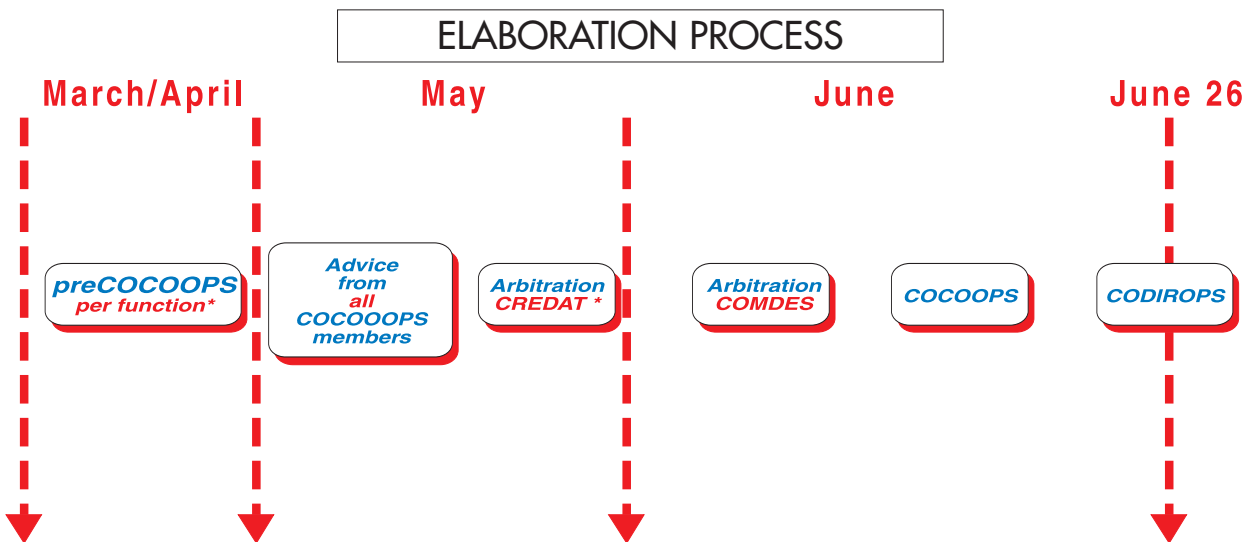 ELABORATION PROCESS
March/April
May
June
June 26
preCOCOOPS
per function*
Advice
from
all
COCOOOPS
members
Arbitration
CREDAT *
Arbitration
COMDES
COCOOPS
CODIROPS